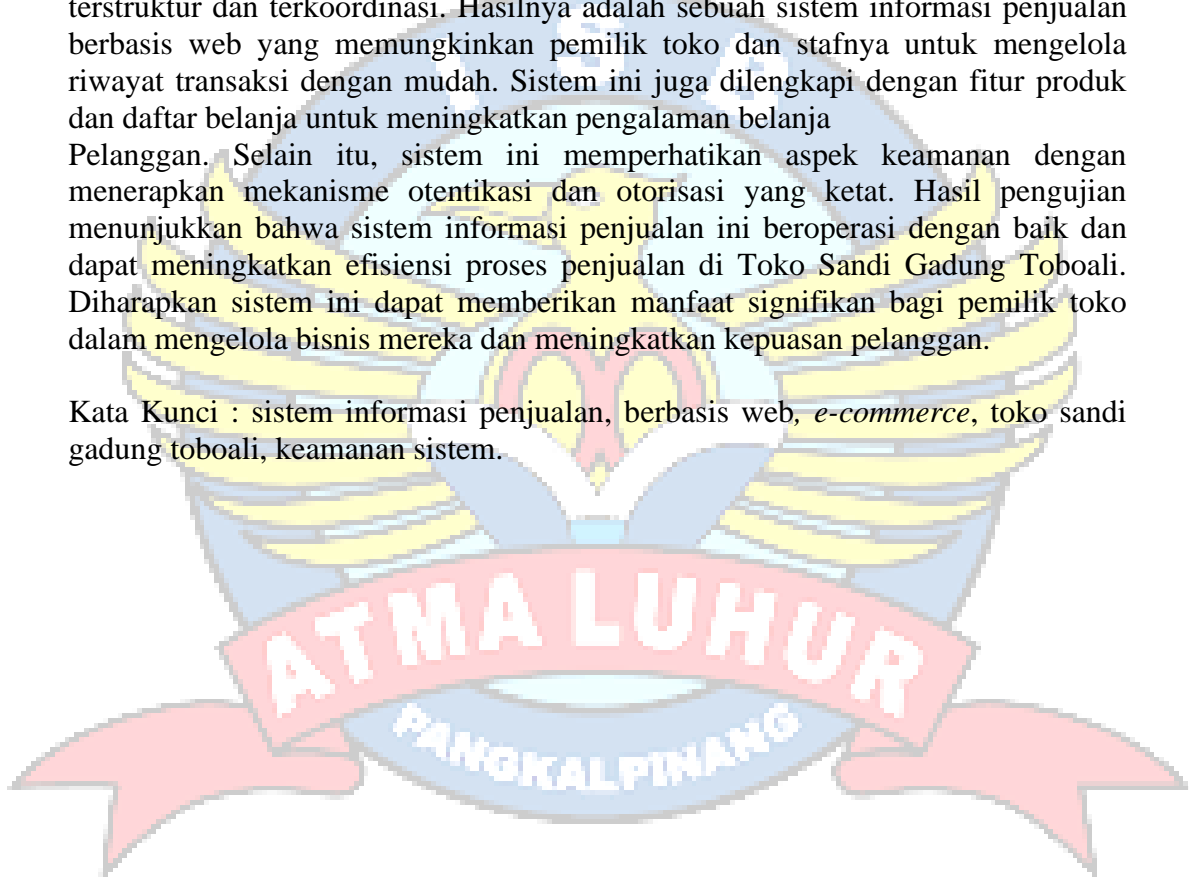 terstruktur dan terkoordinasi. Hasilnya adalah sebuah sistem informasi penjualan
berbasis web yang memungkinkan pemilik toko dan stafnya untuk mengelola
riwayat transaksi dengan mudah. Sistem ini juga dilengkapi dengan fitur produk
dan daftar belanja untuk meningkatkan pengalaman belanja
Pelanggan. Selain itu, sistem ini memperhatikan aspek keamanan dengan
menerapkan mekanisme otentikasi dan otorisasi yang ketat. Hasil pengujian
menunjukkan bahwa sistem informasi penjualan ini beroperasi dengan baik dan
dapat meningkatkan efisiensi proses penjualan di Toko Sandi Gadung Toboali.
Diharapkan sistem ini dapat memberikan manfaat signifikan bagi pemilik toko
dalam mengelola bisnis mereka dan meningkatkan kepuasan pelanggan.
Kata Kunci : sistem informasi penjualan, berbasis web, e-commerce, toko sandi
gadung toboali, keamanan sistem.
I S B
ATMA LUHUR
PANGKALPINANG